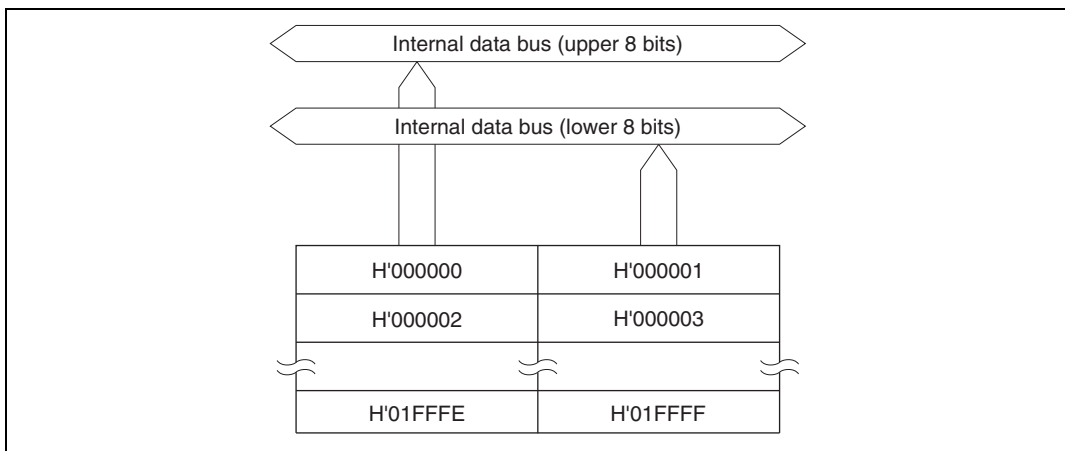 Internal data bus (upper 8 bits)
Internal data bus (lower 8 bits)
H'000000 H'000001
H'000002 H'000003
H'01FFFE H'01FFFF